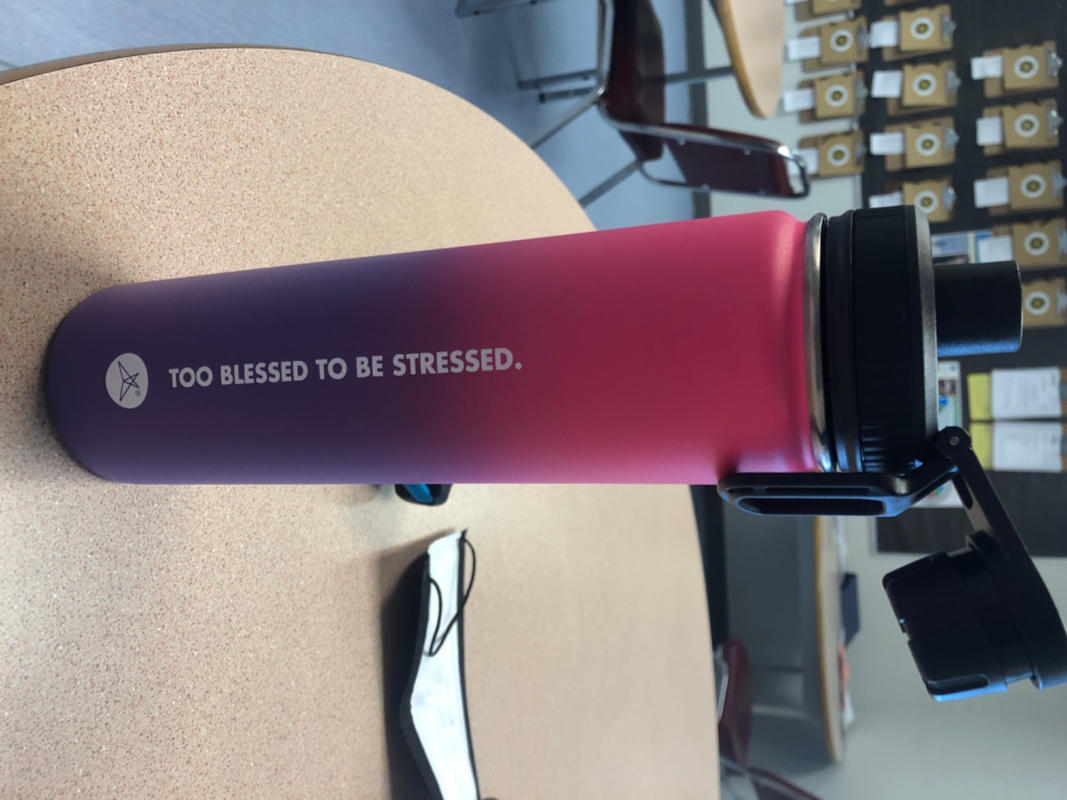 TOO BLESSED TO BE STRESSED.